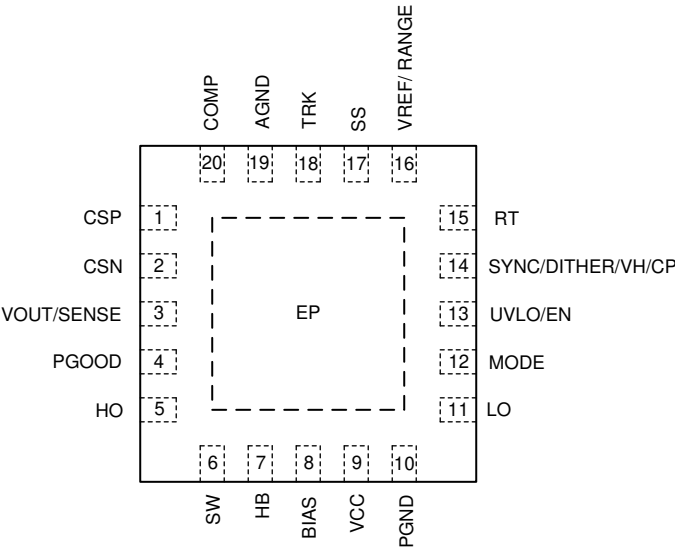 COMP
AGND
TRK
SS
VREF/ RANGE
20
19
18
17
16
CSP
1
15
RT
CSN
2
14
SYNC/DITHER/VH/CP
VOUT/SENSE
3
EP
13
UVLO/EN
PGOOD
4
12
MODE
HO
5
11
LO
6
7
8
9
10
SW
HB
BIAS
VCC
PGND